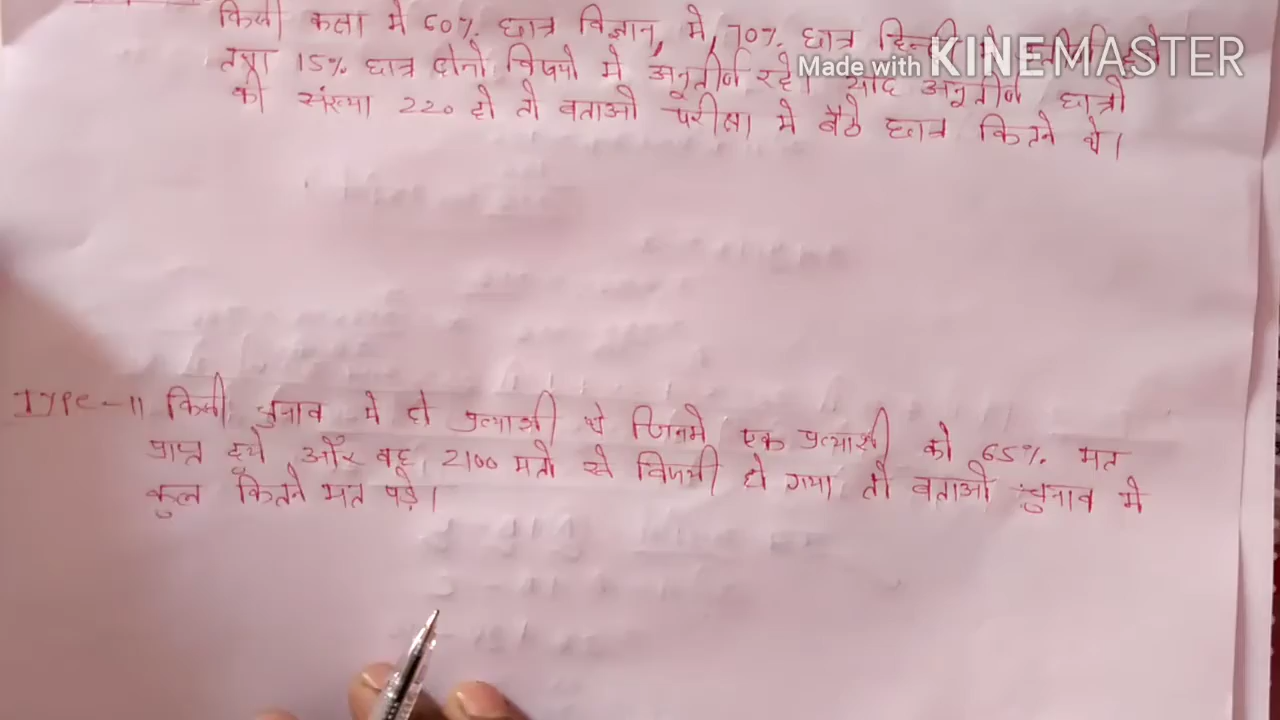 किसी कक्षा मे 60% छात्र विज्ञान, मे, 70% छात्र हिन्दी
तथा 15% छात्र दोनो विषयो मे अनूतीर्ण रहे। यदि अनूतीर्ण छात्रो
की संख्या 220 हो तो बताओ परीक्षा मे बैठे छात्र कितने थे।
Made with KINEMASTER
Type-11 किसी चुनाव मे दो प्रत्याशी थे जिनमे एक प्रत्याशी को 65% मत
प्राप्त हुये और वह 2100 मतो से विजयी हो गया तो बताओ चुनाव मे
कुल कितने मत पड़े।